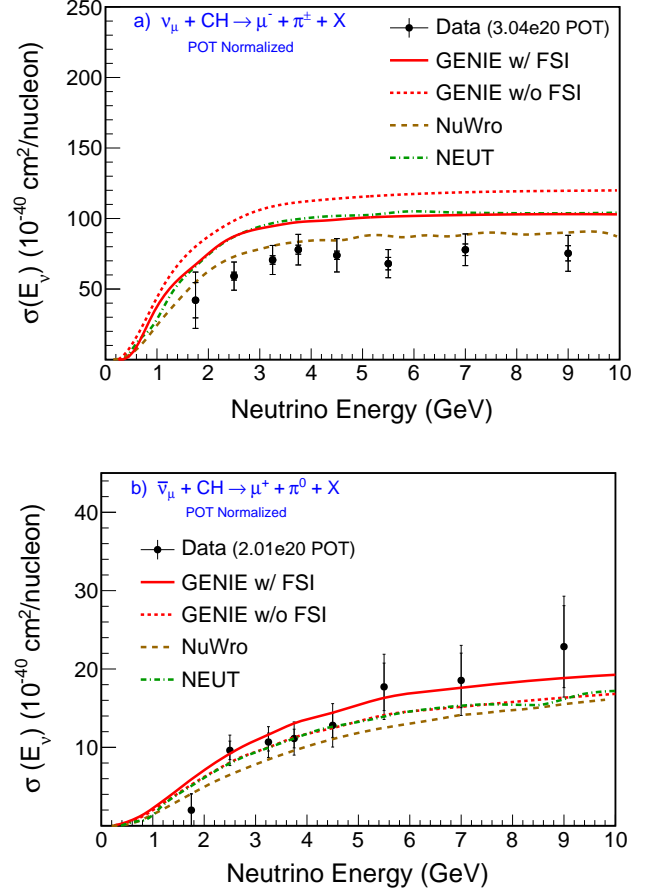 a) ν_μ + CH → μ⁻ + π^± + X
POT Normalized
Data (3.04e20 POT)
GENIE w/ FSI
GENIE w/o FSI
NuWro
NEUT
σ(E_ν) (10⁻⁴⁰ cm²/nucleon)
250
200
150
100
50
0 1 2 3 4 5 6 7 8 9 10
Neutrino Energy (GeV)
b) ν̅_μ + CH → μ⁺ + π⁰ + X
POT Normalized
Data (2.01e20 POT)
GENIE w/ FSI
GENIE w/o FSI
NuWro
NEUT
σ (E_ν) (10⁻⁴⁰ cm²/nucleon)
40
30
20
10
0 1 2 3 4 5 6 7 8 9 10
Neutrino Energy (GeV)